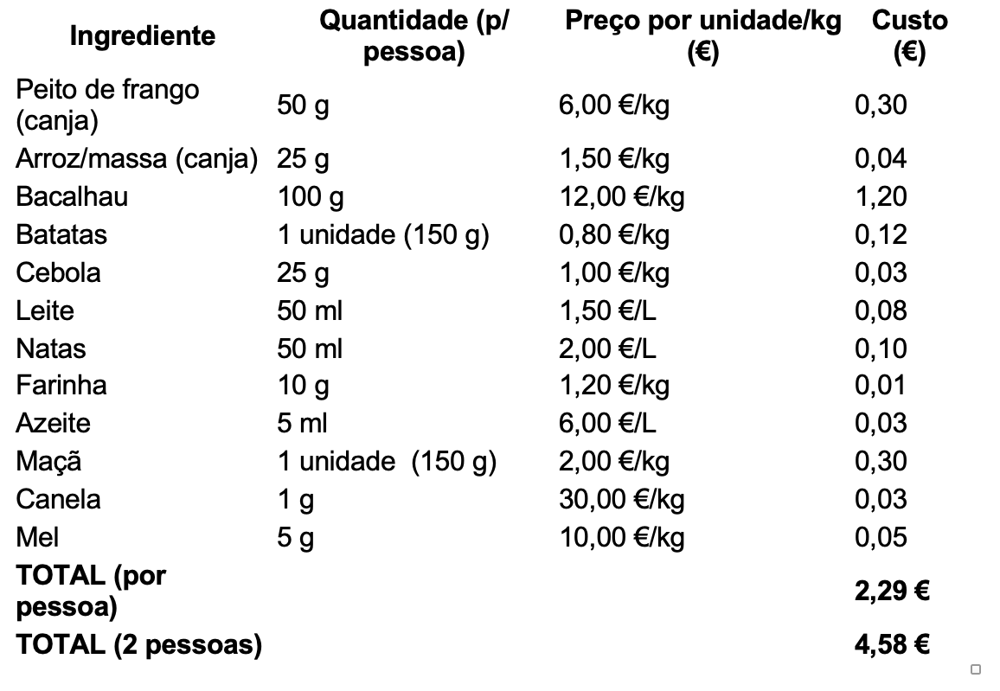 Ingrediente Quantidade (p/ pessoa) Preço por unidade/kg (€) Custo (€)
Peito de frango (canja) 50 g 6,00 €/kg 0,30
Arroz/massa (canja) 25 g 1,50 €/kg 0,04
Bacalhau 100 g 12,00 €/kg 1,20
Batatas 1 unidade (150 g) 0,80 €/kg 0,12
Cebola 25 g 1,00 €/kg 0,03
Leite 50 ml 1,50 €/L 0,08
Natas 50 ml 2,00 €/L 0,10
Farinha 10 g 1,20 €/kg 0,01
Azeite 5 ml 6,00 €/L 0,03
Maçã 1 unidade (150 g) 2,00 €/kg 0,30
Canela 1 g 30,00 €/kg 0,03
Mel 5 g 10,00 €/kg 0,05
TOTAL (por pessoa) 2,29 €
TOTAL (2 pessoas) 4,58 €